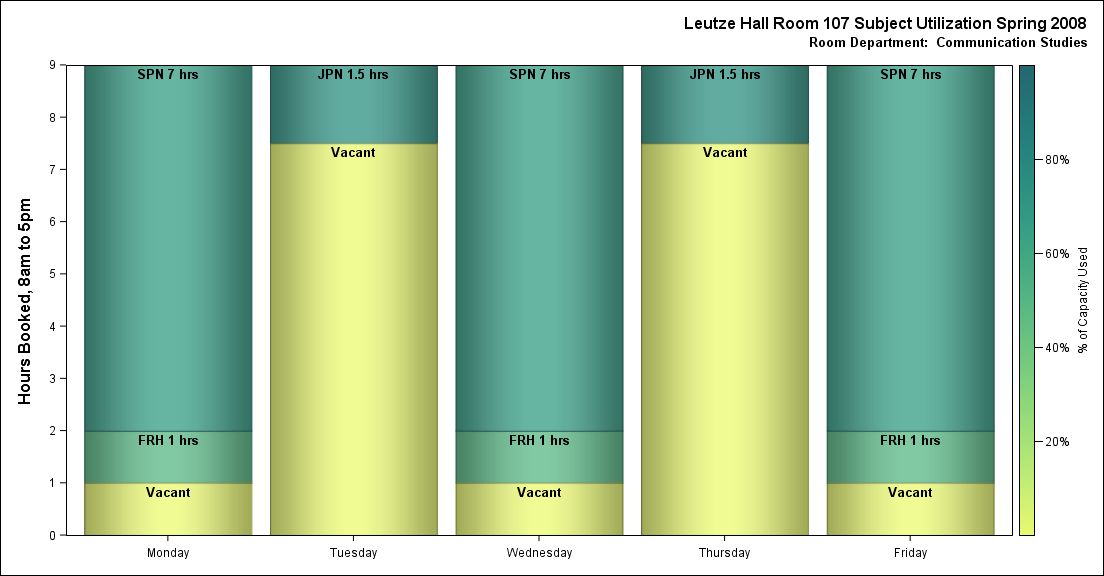 Leutze Hall Room 107 Subject Utilization Spring 2008
Room Department:  Communication Studies
Hours Booked, 8am to 5pm
9
8
7
6
5
4
3
2
1
0
SPN 7 hrs
FRH 1 hrs
Vacant
JPN 1.5 hrs
Vacant
SPN 7 hrs
FRH 1 hrs
Vacant
JPN 1.5 hrs
Vacant
SPN 7 hrs
FRH 1 hrs
Vacant
Monday
Tuesday
Wednesday
Thursday
Friday
80%
60%
40%
20%
% of Capacity Used